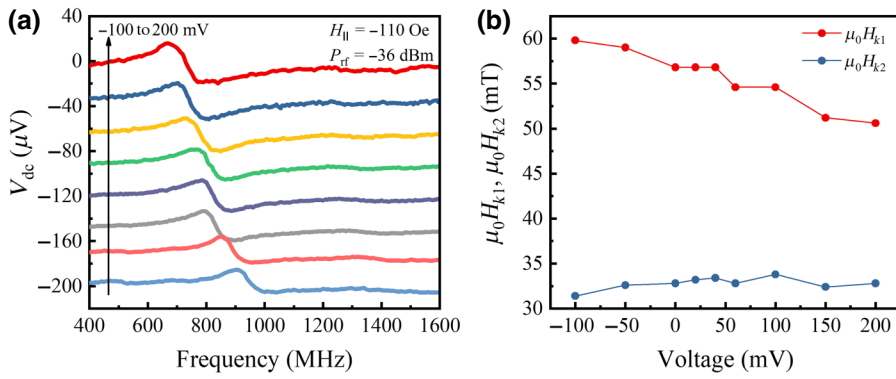 (a)
−100 to 200 mV
H|| = −110 Oe
Prf = −36 dBm
Vdc (μV)
40
0
−40
−80
−120
−160
−200
400 600 800 1000 1200 1400 1600
Frequency (MHz)
(b)
μ0Hk1
μ0Hk2
μ0Hk1, μ0Hk2 (mT)
65
60
55
50
45
40
35
30
−100 −50 0 50 100 150 200
Voltage (mV)